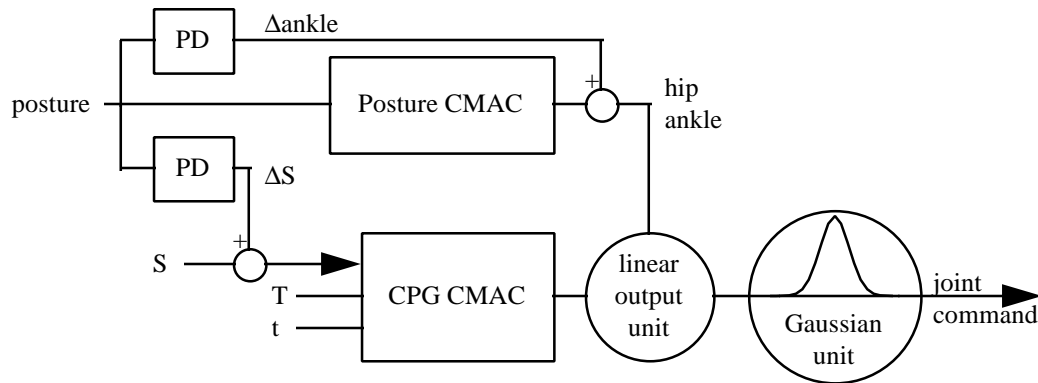 PD
Δankle
+
posture
Posture CMAC
hip
ankle
PD
ΔS
+
S
T
t
CPG CMAC
linear
output
unit
Gaussian
unit
joint
command